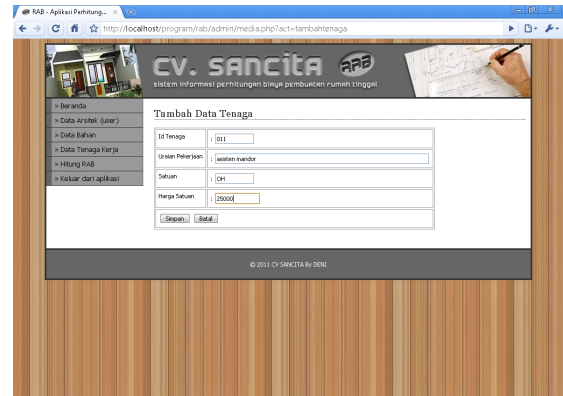 RAB - Aplikasi Perhitung...
http://localhost/program/rab/admin/media.php?act=tambahtenaga
CV. SANCITA RAB
sistem informasi perhitungan biaya pembuatan rumah tinggal
» Beranda
» Data Arsitek (user)
» Data Bahan
» Data Tenaga Kerja
» Hitung RAB
» Keluar dari aplikasi
Tambah Data Tenaga
Id Tenaga : 011
Uraian Pekerjaan : asisten mandor
Satuan : OH
Harga Satuan : 25000
Simpan Batal
© 2011 CV SANCITA By DENI